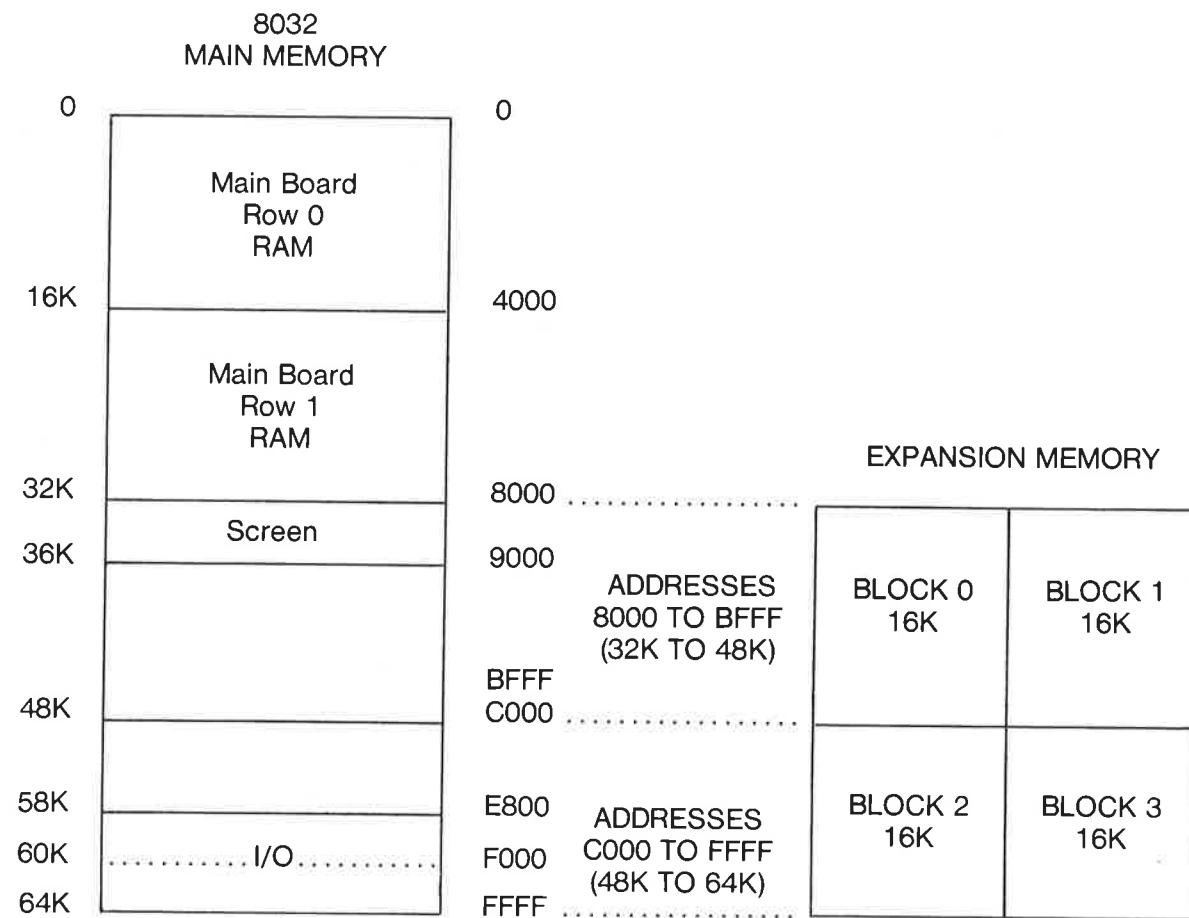 8032
MAIN MEMORY
0
0
Main Board
Row 0
RAM
16K
4000
Main Board
Row 1
RAM
EXPANSION MEMORY
32K
8000
Screen
36K
9000
ADDRESSES
8000 TO BFFF
(32K TO 48K)
BLOCK 0
16K
BLOCK 1
16K
BFFF
48K
C000
58K
E800
ADDRESSES
C000 TO FFFF
(48K TO 64K)
BLOCK 2
16K
BLOCK 3
16K
60K
I/O
F000
64K
FFFF